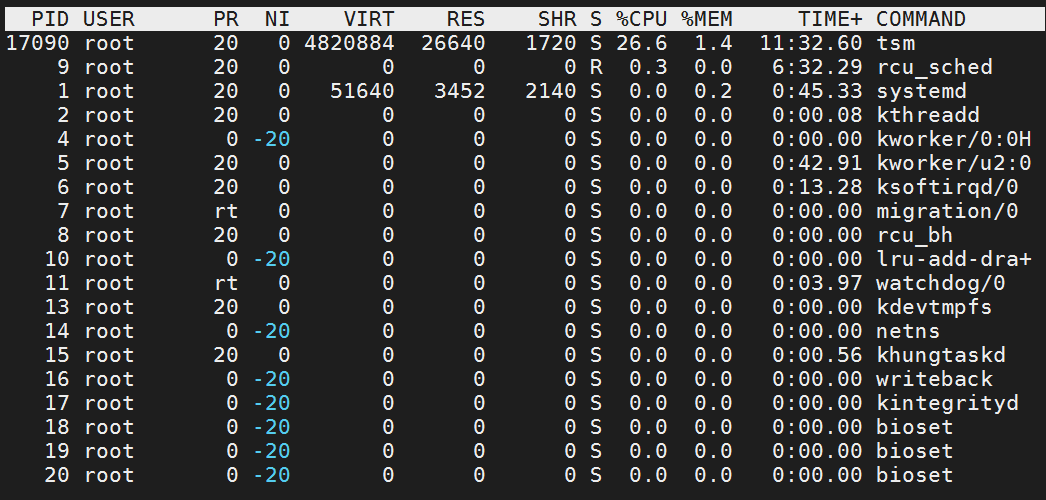 PID USER PR NI VIRT RES SHR S %CPU %MEM TIME+ COMMAND
17090 root 20 0 4820884 26640 1720 S 26.6 1.4 11:32.60 tsm
9 root 20 0 0 0 0 R 0.3 0.0 6:32.29 rcu_sched
1 root 20 0 51640 3452 2140 S 0.0 0.2 0:45.33 systemd
2 root 20 0 0 0 0 S 0.0 0.0 0:00.08 kthreadd
4 root 0 -20 0 0 0 S 0.0 0.0 0:00.00 kworker/0:0H
5 root 20 0 0 0 0 S 0.0 0.0 0:42.91 kworker/u2:0
6 root 20 0 0 0 0 S 0.0 0.0 0:13.28 ksoftirqd/0
7 root rt 0 0 0 0 S 0.0 0.0 0:00.00 migration/0
8 root 20 0 0 0 0 S 0.0 0.0 0:00.00 rcu_bh
10 root 0 -20 0 0 0 S 0.0 0.0 0:00.00 lru-add-dra+
11 root rt 0 0 0 0 S 0.0 0.0 0:03.97 watchdog/0
13 root 20 0 0 0 0 S 0.0 0.0 0:00.00 kdevtmpfs
14 root 0 -20 0 0 0 S 0.0 0.0 0:00.00 netns
15 root 20 0 0 0 0 S 0.0 0.0 0:00.56 khungtaskd
16 root 0 -20 0 0 0 S 0.0 0.0 0:00.00 writeback
17 root 0 -20 0 0 0 S 0.0 0.0 0:00.00 kintegrityd
18 root 0 -20 0 0 0 S 0.0 0.0 0:00.00 bioset
19 root 0 -20 0 0 0 S 0.0 0.0 0:00.00 bioset
20 root 0 -20 0 0 0 S 0.0 0.0 0:00.00 bioset